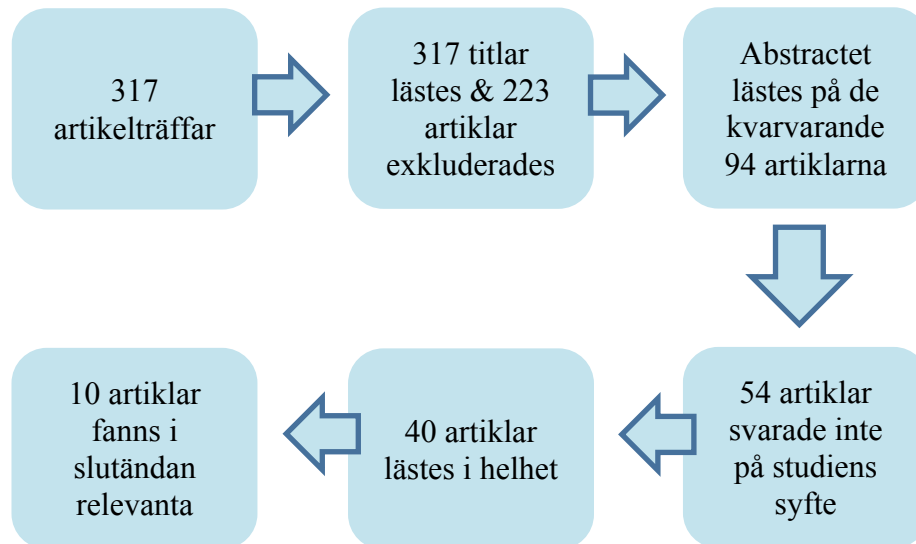 317
artikelträffar
317 titlar
lästes & 223
artiklar
exkluderades
Abstractet
lästes på de
kvarvarande
94 artiklarna
54 artiklar
svarade inte
på studiens
syfte
40 artiklar
lästes i helhet
10 artiklar
fanns i
slutändan
relevanta